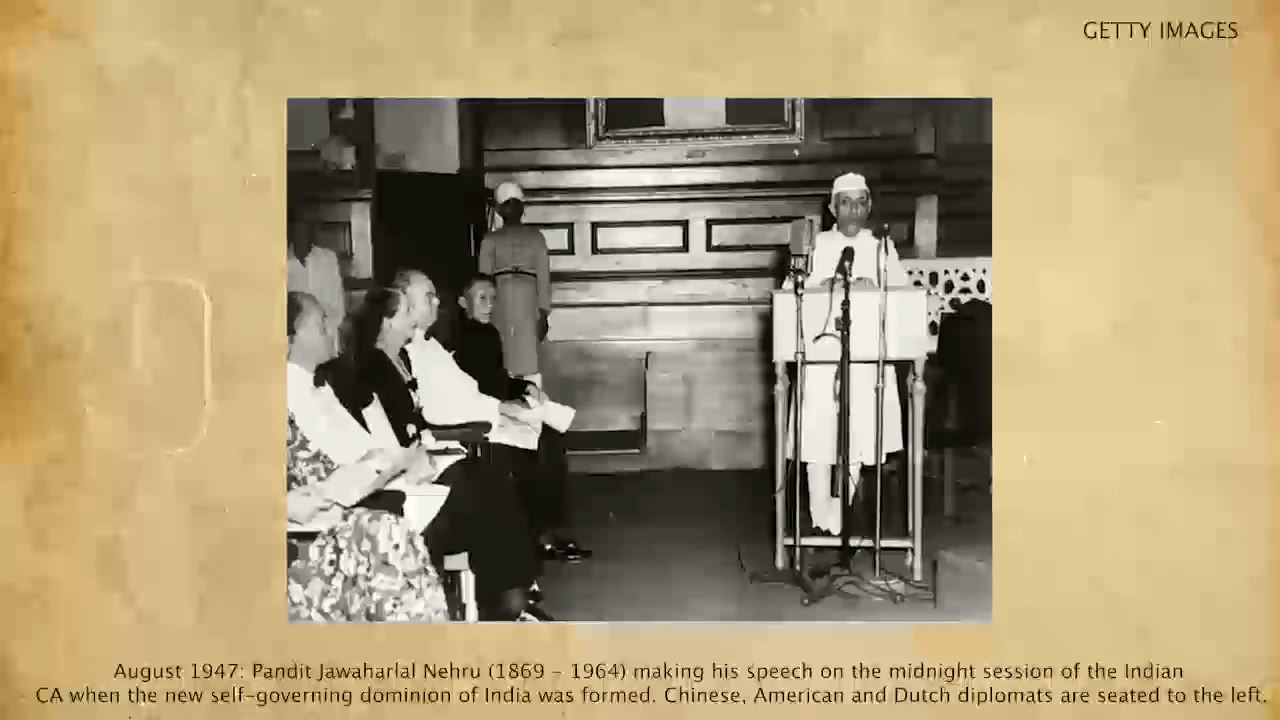 GETTY IMAGES
August 1947: Pandit Jawaharlal Nehru (1869 - 1964) making his speech on the midnight session of the Indian
CA when the new self-governing dominion of India was formed. Chinese, American and Dutch diplomats are seated to the left.